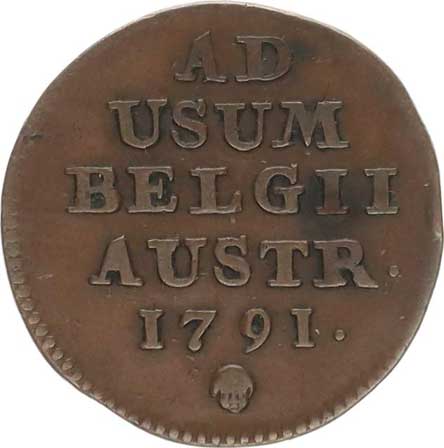 AD
USUM
BELGII
AUSTR.
1791.